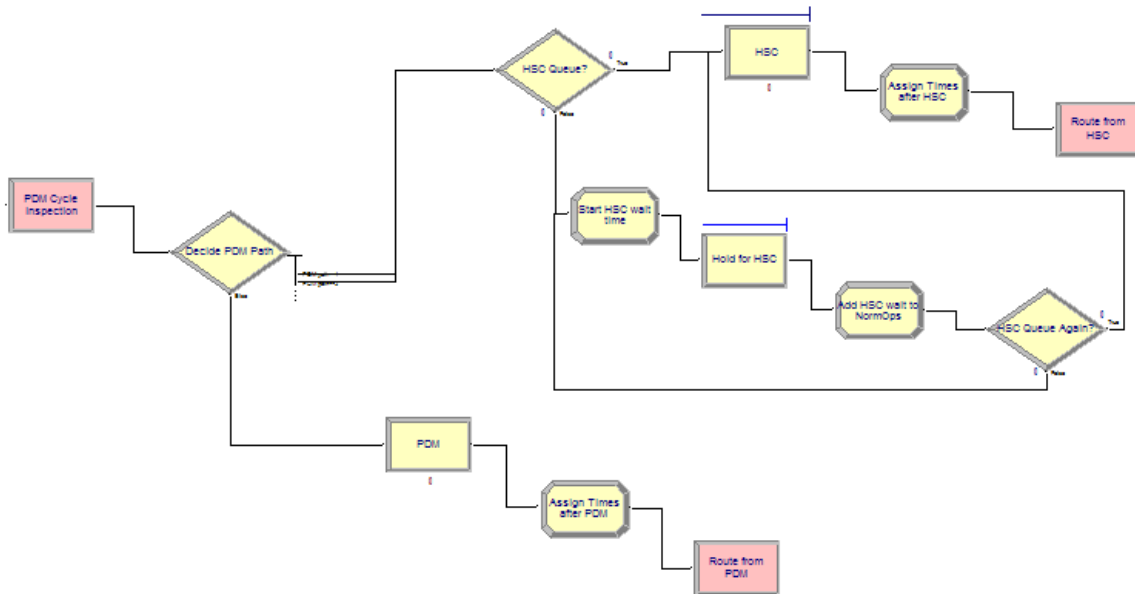 HSC Queue?
True
False
HSC
Assign Times
after HSC
Route from
HSC
PDM Cycle
Inspection
Decide PDM Path
Else
Start HSC wait
time
Hold for HSC
Add HSC wait to
NormOps
HSC Queue Again?
True
False
PDM
Assign Times
after PDM
Route from
PDM